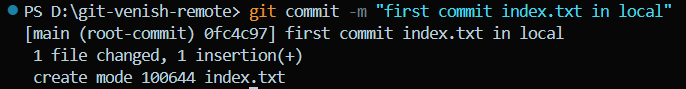 PS D:\git-venish-remote> git commit -m "first commit index.txt in local"
[main (root-commit) 0fc4c97] first commit index.txt in local
 1 file changed, 1 insertion(+)
 create mode 100644 index.txt